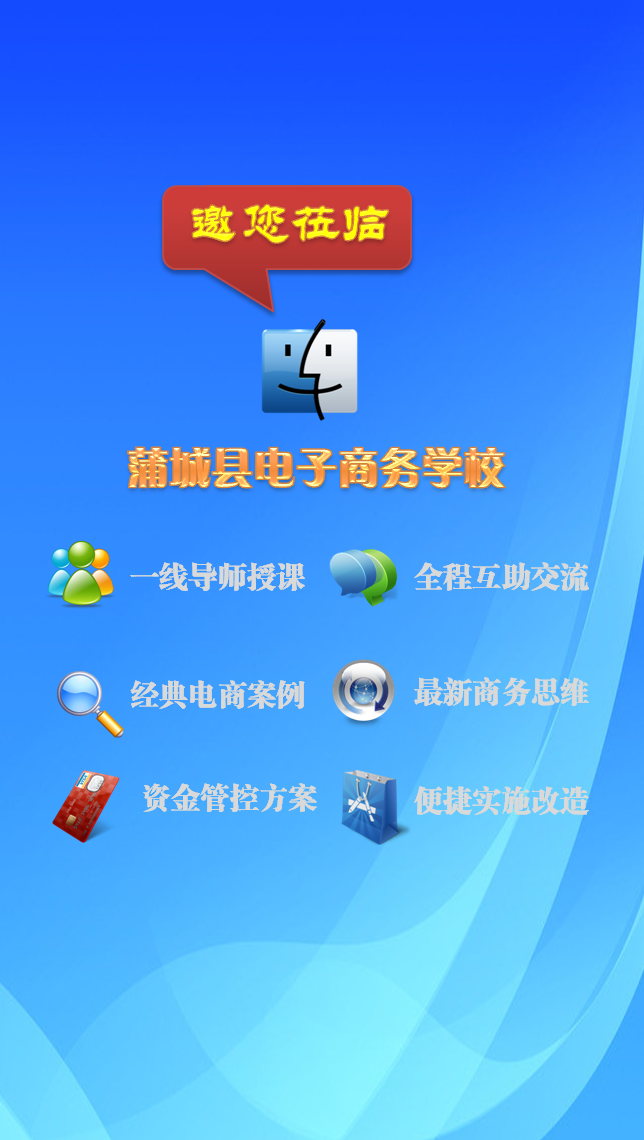 邀您莅临
蒲城县电子商务学校
一线导师授课
全程互助交流
经典电商案例
最新商务思维
资金管控方案
便捷实施改造